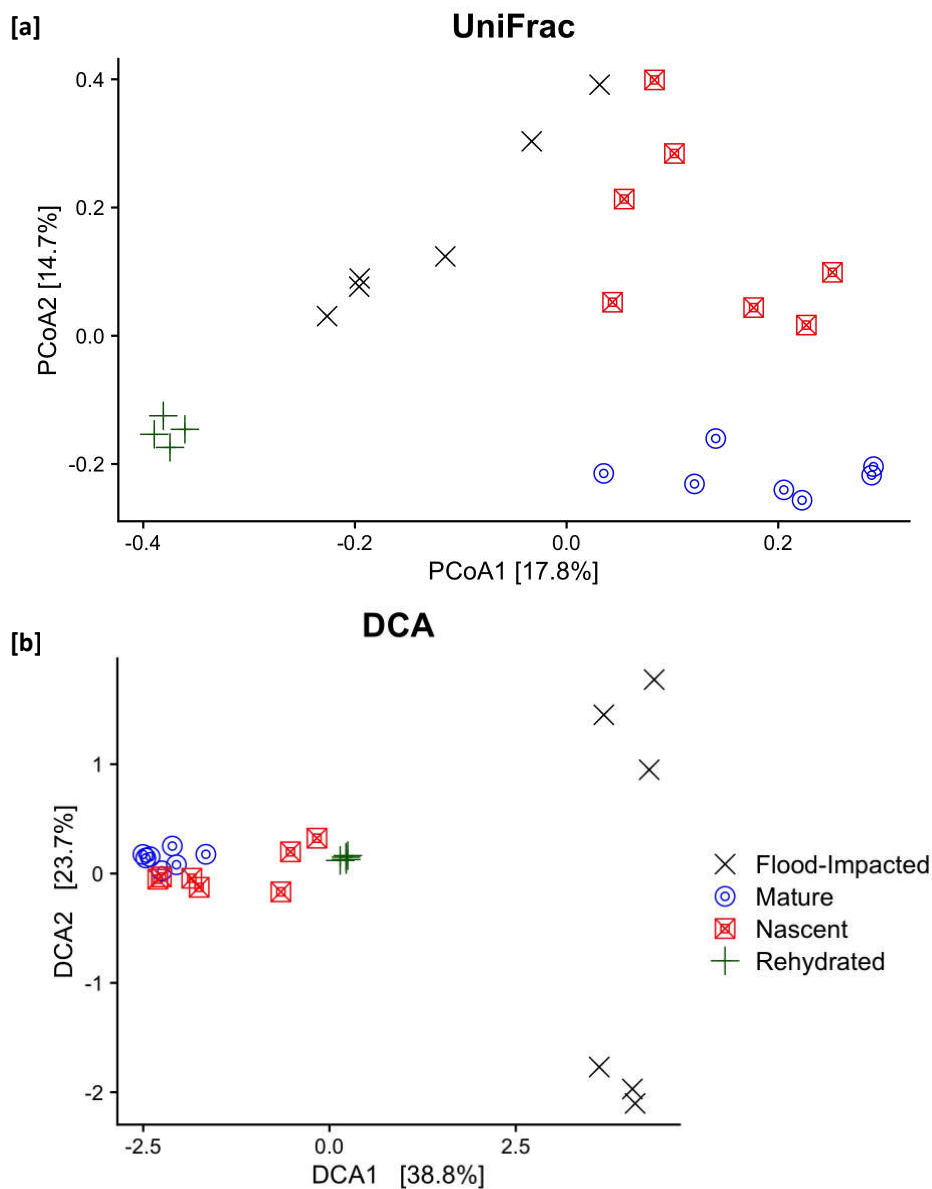 [a]
UniFrac
0.4
0.2
0.0
-0.2
PCoA2 [14.7%]
-0.4 -0.2 0.0 0.2
PCoA1 [17.8%]
[b]
DCA
1
0
-1
-2
DCA2 [23.7%]
-2.5 0.0 2.5
DCA1 [38.8%]
Flood-Impacted
Mature
Nascent
Rehydrated